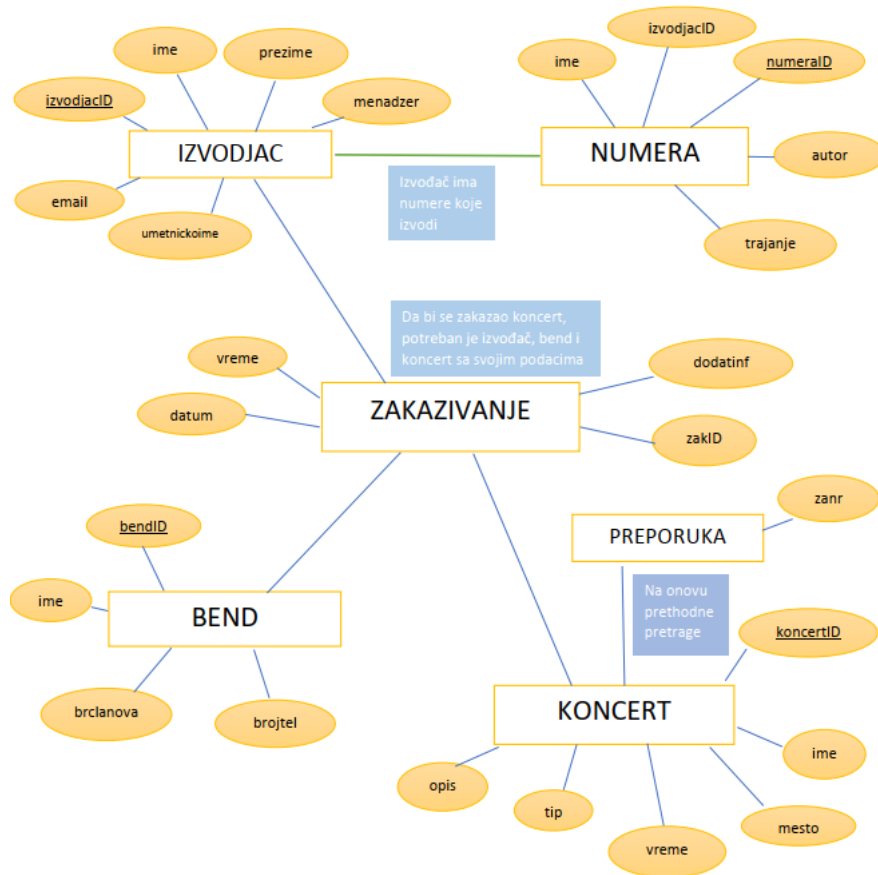 ime
prezime
izvodjacID
menadzer
IZVODJAC
email
umetnickoime
izvodjacID
ime
numeraID
NUMERA
autor
trajanje
Izvođač ima
numere koje
izvodi
Da bi se zakazao koncert,
potreban je izvođač, bend i
koncert sa svojim podacima
vreme
datum
ZAKAZIVANJE
dodatinf
zakID
zanr
PREPORUKA
Na onovu
prethodne
pretrage
bendID
ime
BEND
brclanova
brojtel
koncertID
KONCERT
ime
opis
tip
vreme
mesto